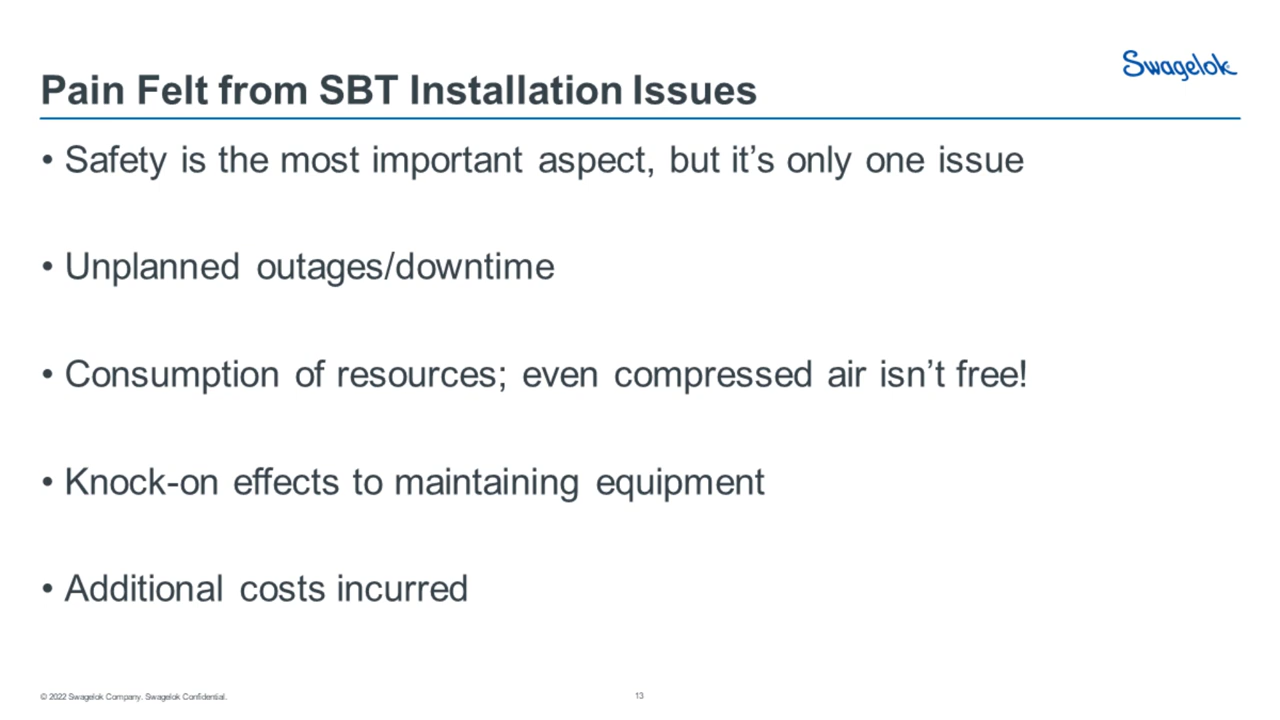 Swagelok
Pain Felt from SBT Installation Issues
• Safety is the most important aspect, but it’s only one issue
• Unplanned outages/downtime
• Consumption of resources; even compressed air isn’t free!
• Knock-on effects to maintaining equipment
• Additional costs incurred
© 2022 Swagelok Company. Swagelok Confidential.
13